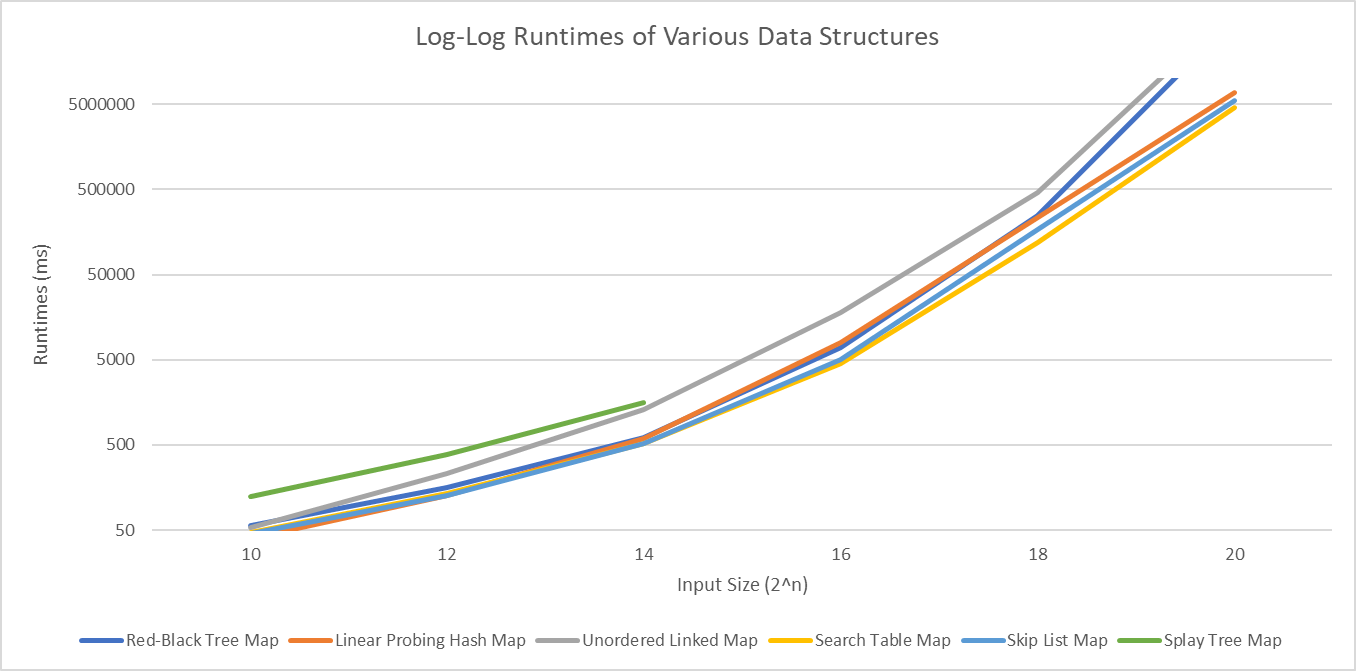 Log-Log Runtimes of Various Data Structures
5000000
500000
50000
5000
500
50
Runtimes (ms)
10 12 14 16 18 20
Input Size (2^n)
Red-Black Tree Map Linear Probing Hash Map Unordered Linked Map Search Table Map Skip List Map Splay Tree Map